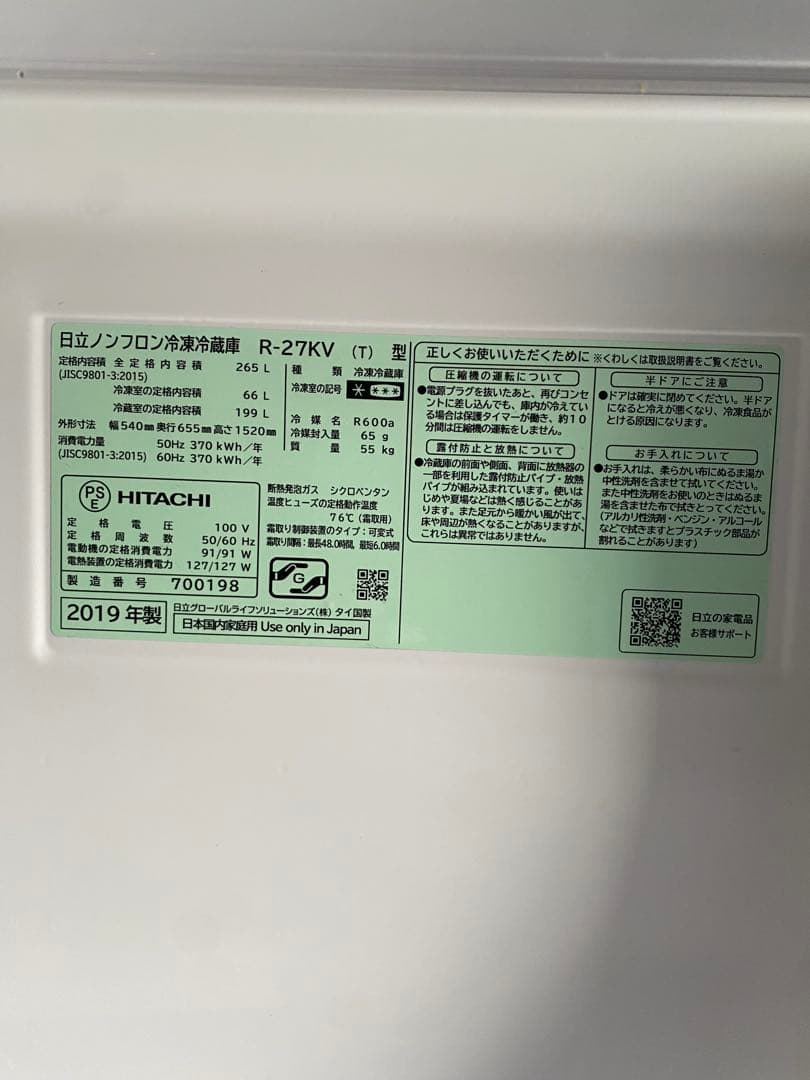 日立ノンフロン冷凍冷蔵庫 R-27KV (T) 型
定格内容積 全定格内容積 265 L
(JISC9801-3:2015)
冷凍室の定格内容積 66 L
冷蔵室の定格内容積 199 L
外形寸法 幅540mm奥行655mm高さ1520mm
消費電力量 50Hz 370 kWh/年
(JISC9801-3:2015) 60Hz 370 kWh/年
種類 冷凍冷蔵庫
冷凍室の記号
冷媒名 R600a
冷媒封入量 65 g
質量 55 kg
PS
E
HITACHI
定格電圧 100 V
定格周波数 50/60 Hz
電動機の定格消費電力 91/91 W
電熱装置の定格消費電力 127/127 W
製造番号 700198
断熱発泡ガス シクロペンタン
温度ヒューズの定格動作温度
76℃(霜取用)
霜取り制御装置のタイプ:可変式
霜取り間隔:最長48.0時間, 最短6.0時間
G
2019 年製
日立グローバルライフソリューションズ(株) タイ国製
日本国内家庭用 Use only in Japan
正しくお使いいただくために ※くわしくは取扱説明書をご覧ください。
圧縮機の運転について
●電源プラグを抜いたあと、再びコンセ
ントに差し込んでも、庫内が冷えてい
る場合は保護タイマーが働き、約10
分間は圧縮機の運転をしません。
露付防止と放熱について
●冷蔵庫の前面や側面、背面に放熱器の
一部を利用した露付防止パイプ・放熱
パイプが組み込まれています。使いは
じめや夏場などは熱く感じることがあ
ります。また足元から暖かい風が出て、
床や周辺が熱くなることがありますが、
これらは異常ではありません。
半ドアにご注意
●ドアは確実に閉めてください。半ドア
になると冷えが悪くなり、冷凍食品が
とける原因になります。
お手入れについて
●お手入れは、柔らかい布にぬるま湯か
中性洗剤を含ませて拭いてください。
また中性洗剤をお使いのときはぬるま
湯を含ませた布で拭きとってください。
(アルカリ性洗剤・ベンジン・アルコール
などで拭きますとプラスチック部品が
割れることがあります)
日立の家電品
お客様サポート